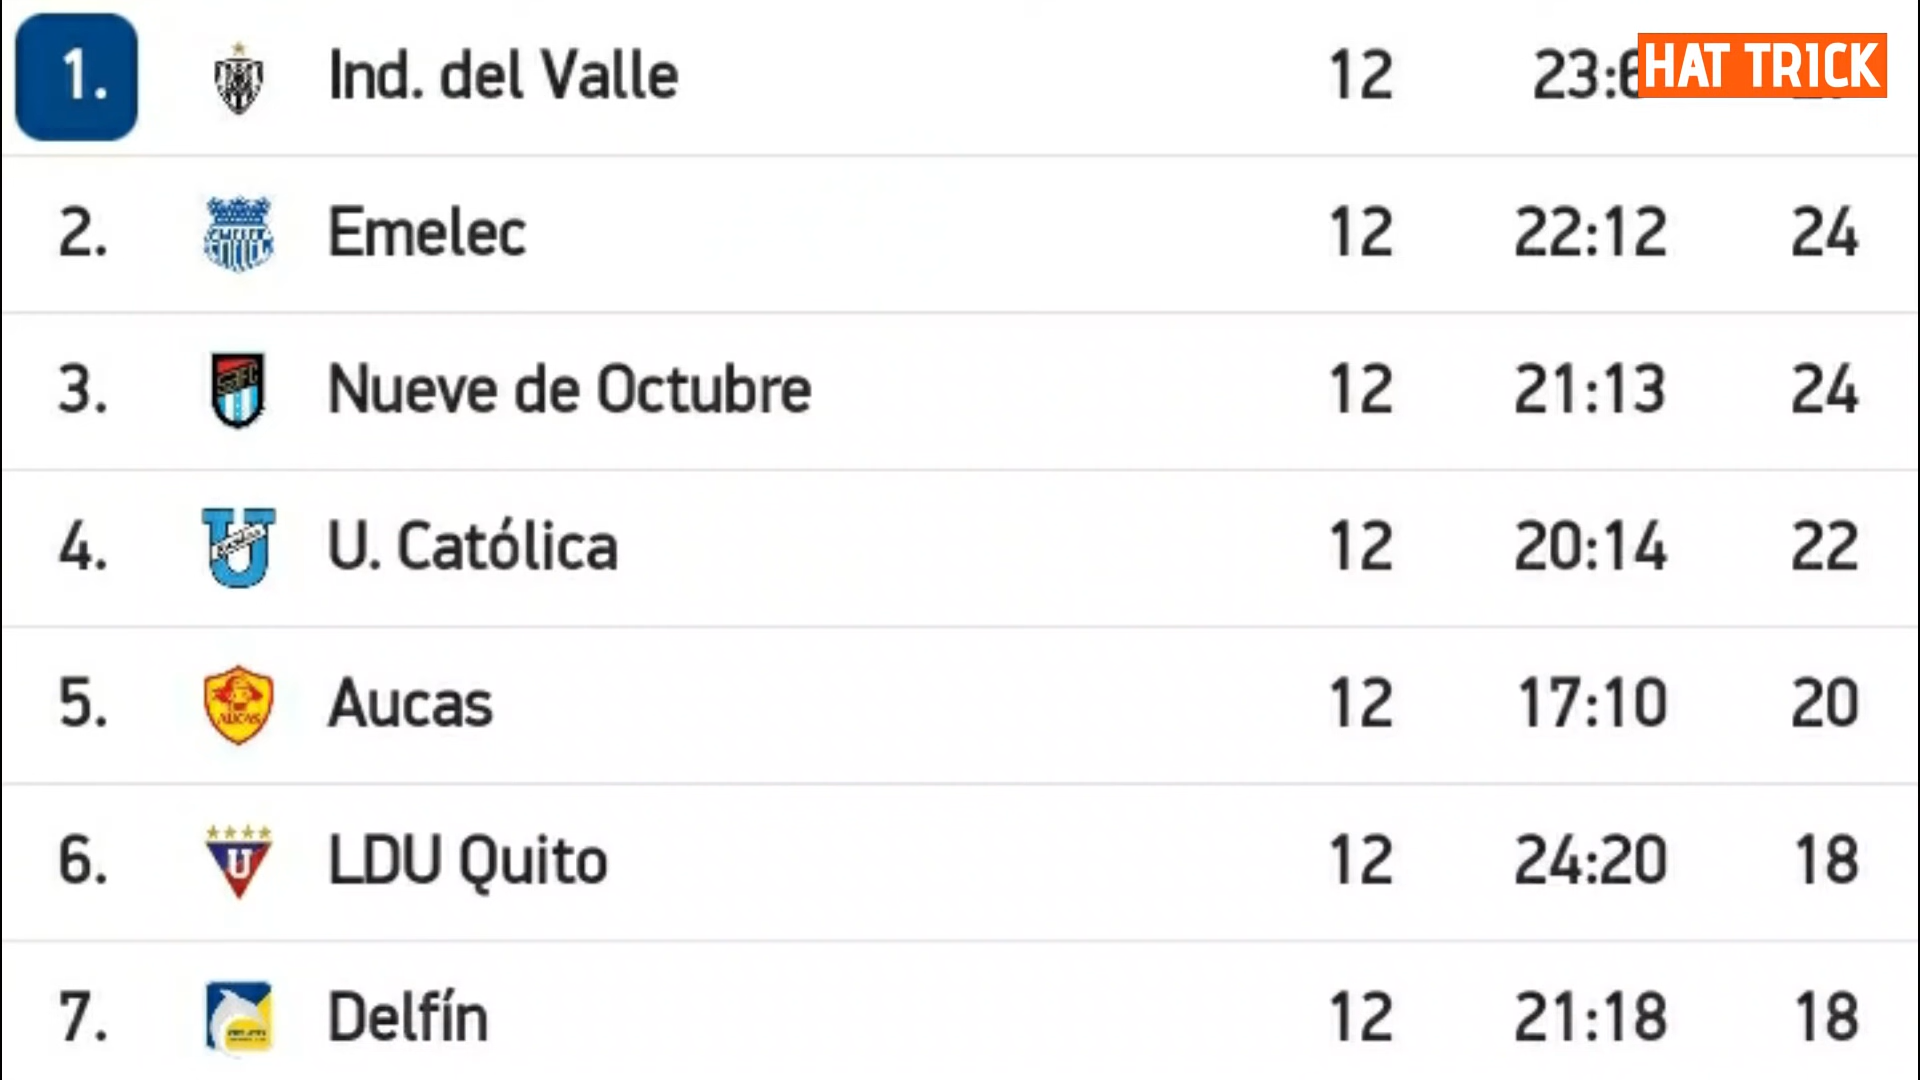 1. Ind. del Valle 12 23:6 HAT TRICK
2. EMELEC Emelec 12 22:12 24
3. Nueve de Octubre 12 21:13 24
4. U U. Católica 12 20:14 22
5. AUCAS Aucas 12 17:10 20
6. U LDU Quito 12 24:20 18
7. Delfín 12 21:18 18